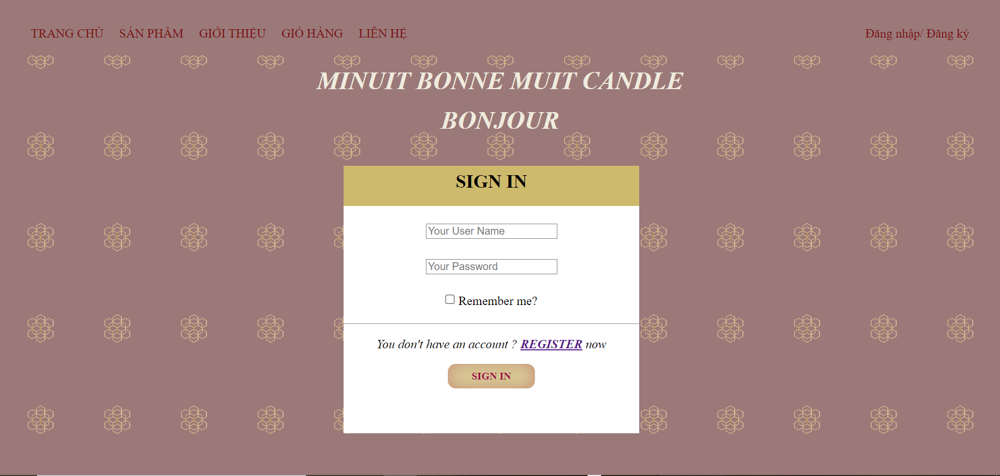 TRANG CHỦ SẢN PHẨM GIỚI THIỆU GIỎ HÀNG LIÊN HỆ Đăng nhập/ Đăng ký
MINUIT BONNE MUIT CANDLE
BONJOUR
SIGN IN
Your User Name
Your Password
Remember me?
You don't have an account ? REGISTER now
SIGN IN